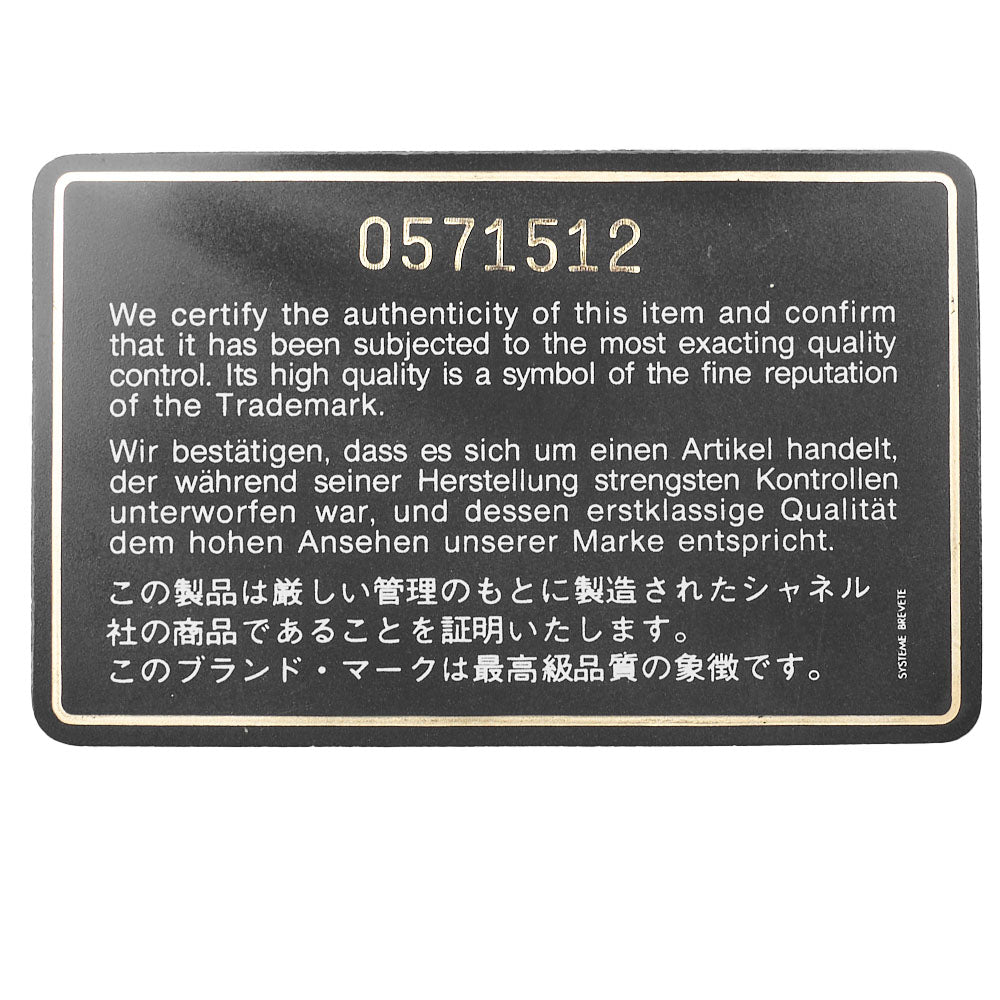 0571512
We certify the authenticity of this item and confirm
that it has been subjected to the most exacting quality
control. Its high quality is a symbol of the fine reputation
of the Trademark.
Wir bestätigen, dass es sich um einen Artikel handelt,
der während seiner Herstellung strengsten Kontrollen
unterworfen war, und dessen erstklassige Qualität
dem hohen Ansehen unserer Marke entspricht.
この製品は厳しい管理のもとに製造されたシャネル
社の商品であることを証明いたします。
このブランド・マークは最高級品質の象徴です。
SYSTEME BREVETE